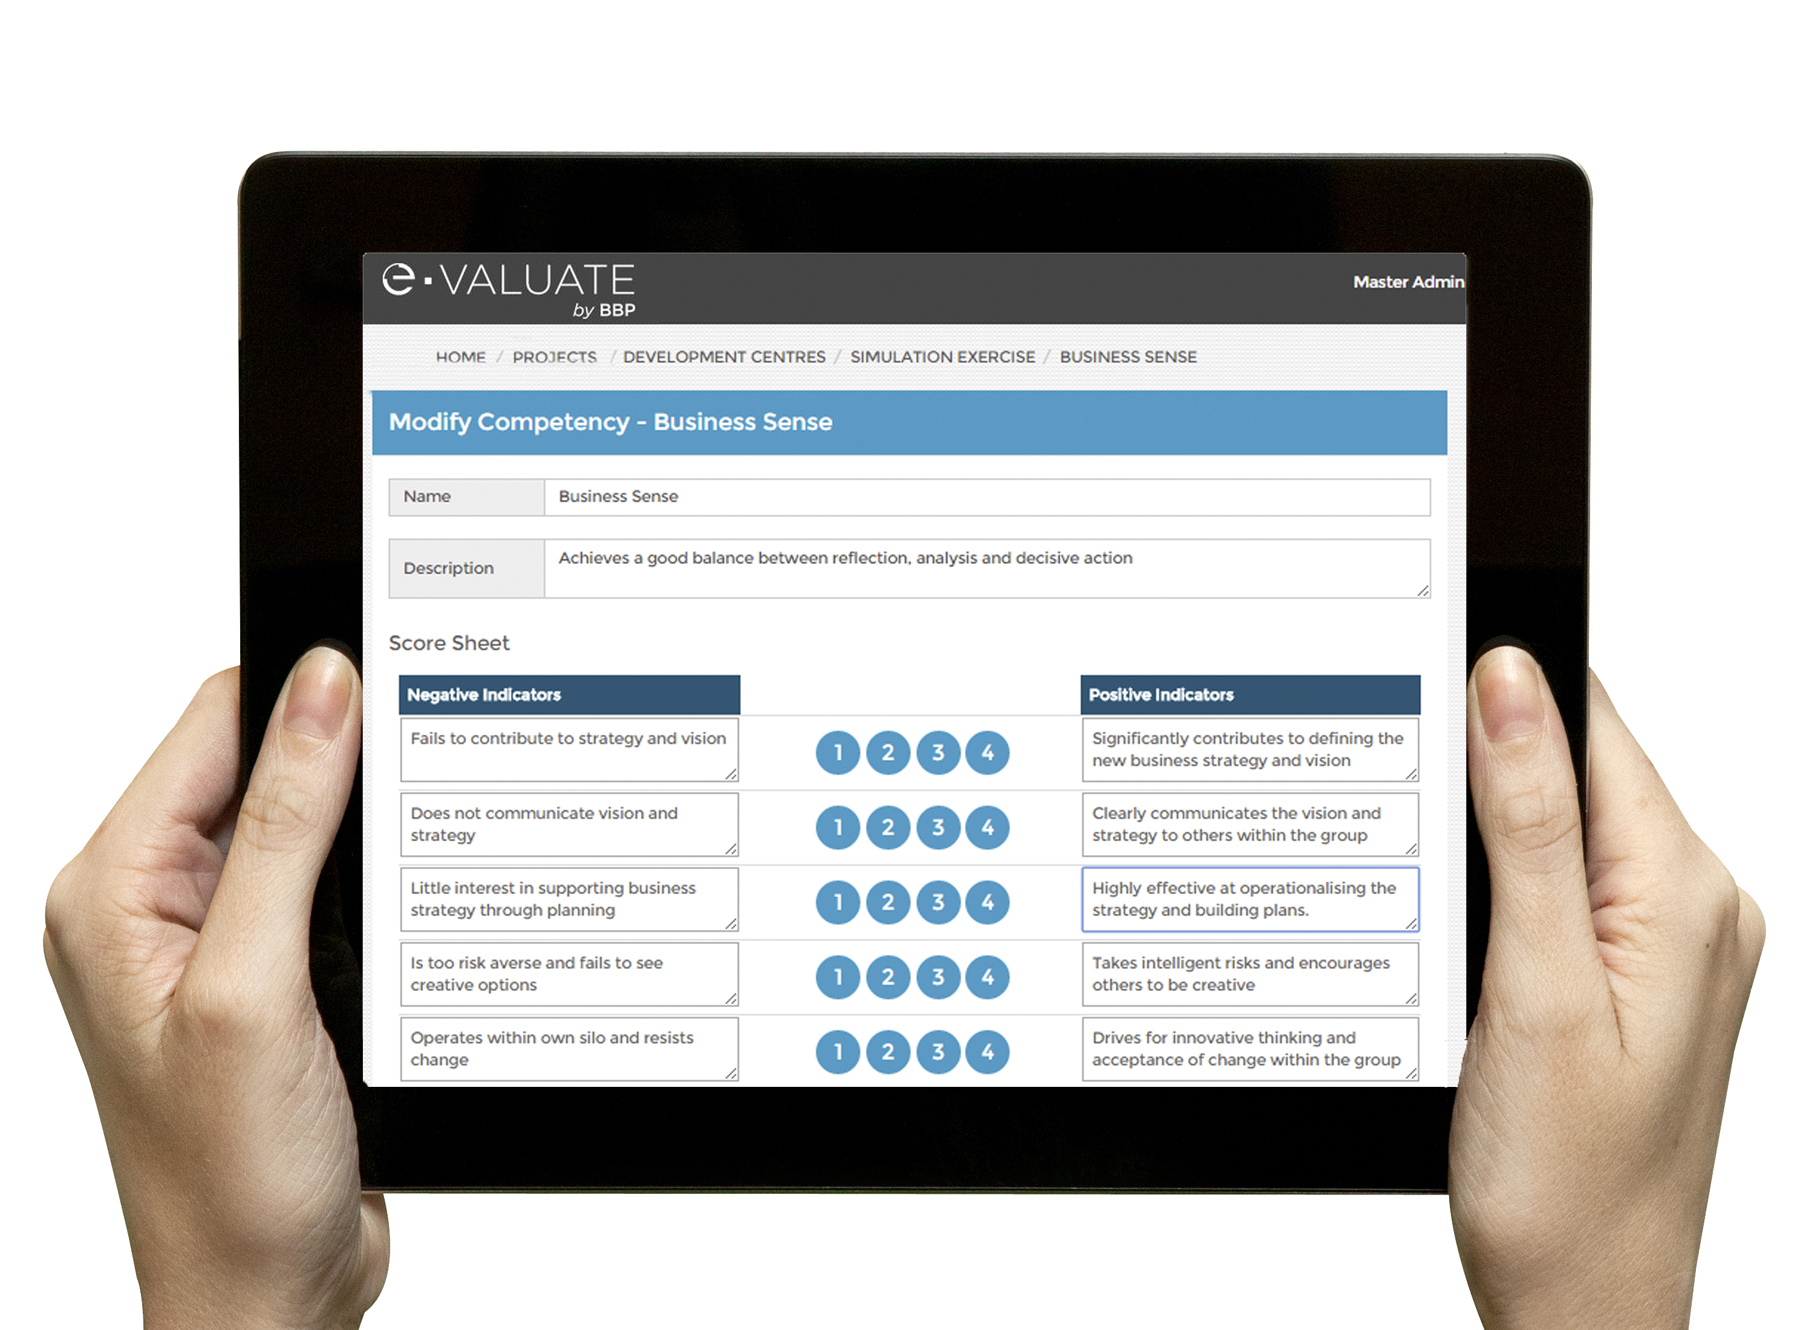 e·VALUATE
by BBP
Master Admin
HOME / PROJECTS / DEVELOPMENT CENTRES / SIMULATION EXERCISE / BUSINESS SENSE
Modify Competency - Business Sense
Name
Business Sense
Description
Achieves a good balance between reflection, analysis and decisive action
Score Sheet
Negative Indicators
Positive Indicators
Fails to contribute to strategy and vision
1 2 3 4
Significantly contributes to defining the
new business strategy and vision
Does not communicate vision and
strategy
1 2 3 4
Clearly communicates the vision and
strategy to others within the group
Little interest in supporting business
strategy through planning
1 2 3 4
Highly effective at operationalising the
strategy and building plans.
Is too risk averse and fails to see
creative options
1 2 3 4
Takes intelligent risks and encourages
others to be creative
Operates within own silo and resists
change
1 2 3 4
Drives for innovative thinking and
acceptance of change within the group